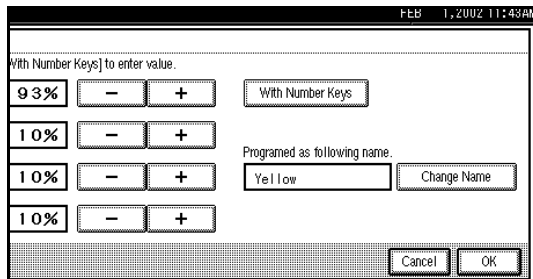 FEB 1,2002 11:43AM
With Number Keys] to enter value.
93% − + With Number Keys
10% − +
Programed as following name.
10% − + Yellow Change Name
10% − +
Cancel OK